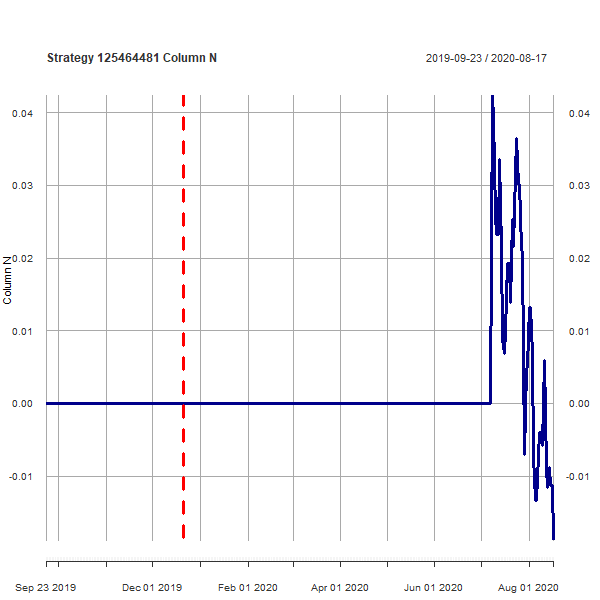 Strategy 125464481 Column N 2019-09-23 / 2020-08-17
0.04 0.04
0.03 0.03
0.02 0.02
Column N
0.01 0.01
0.00 0.00
-0.01 -0.01
Sep 23 2019 Dec 01 2019 Feb 01 2020 Apr 01 2020 Jun 01 2020 Aug 01 2020